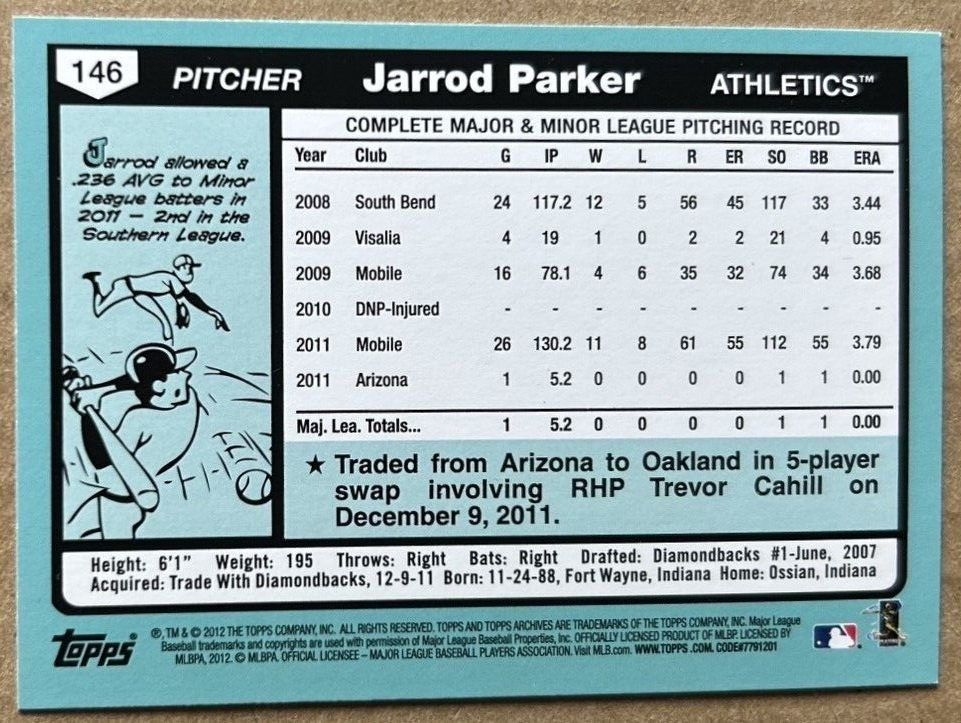 146 PITCHER Jarrod Parker ATHLETICS™
Jarrod allowed a
.236 AVG to Minor
League batters in
2011 – 2nd in the
Southern League.
COMPLETE MAJOR & MINOR LEAGUE PITCHING RECORD
Year Club G IP W L R ER SO BB ERA
2008 South Bend 24 117.2 12 5 56 45 117 33 3.44
2009 Visalia 4 19 1 0 2 2 21 4 0.95
2009 Mobile 16 78.1 4 6 35 32 74 34 3.68
2010 DNP-Injured - - - - - - - - -
2011 Mobile 26 130.2 11 8 61 55 112 55 3.79
2011 Arizona 1 5.2 0 0 0 0 1 1 0.00
Maj. Lea. Totals... 1 5.2 0 0 0 0 1 1 0.00
★ Traded from Arizona to Oakland in 5-player
swap involving RHP Trevor Cahill on
December 9, 2011.
Height: 6'1" Weight: 195 Throws: Right Bats: Right Drafted: Diamondbacks #1-June, 2007
Acquired: Trade With Diamondbacks, 12-9-11 Born: 11-24-88, Fort Wayne, Indiana Home: Ossian, Indiana
TOPPS
®, TM & © 2012 THE TOPPS COMPANY, INC. ALL RIGHTS RESERVED. TOPPS AND TOPPS ARCHIVES ARE TRADEMARKS OF THE TOPPS COMPANY, INC. Major League
Baseball trademarks and copyrights are used with permission of Major League Baseball Properties, Inc. OFFICIALLY LICENSED PRODUCT OF MLBP. LICENSED BY
MLBPA, 2012. © MLBPA. OFFICIAL LICENSEE – MAJOR LEAGUE BASEBALL PLAYERS ASSOCIATION. Visit MLB.com. WWW.TOPPS.COM. CODE#7791201